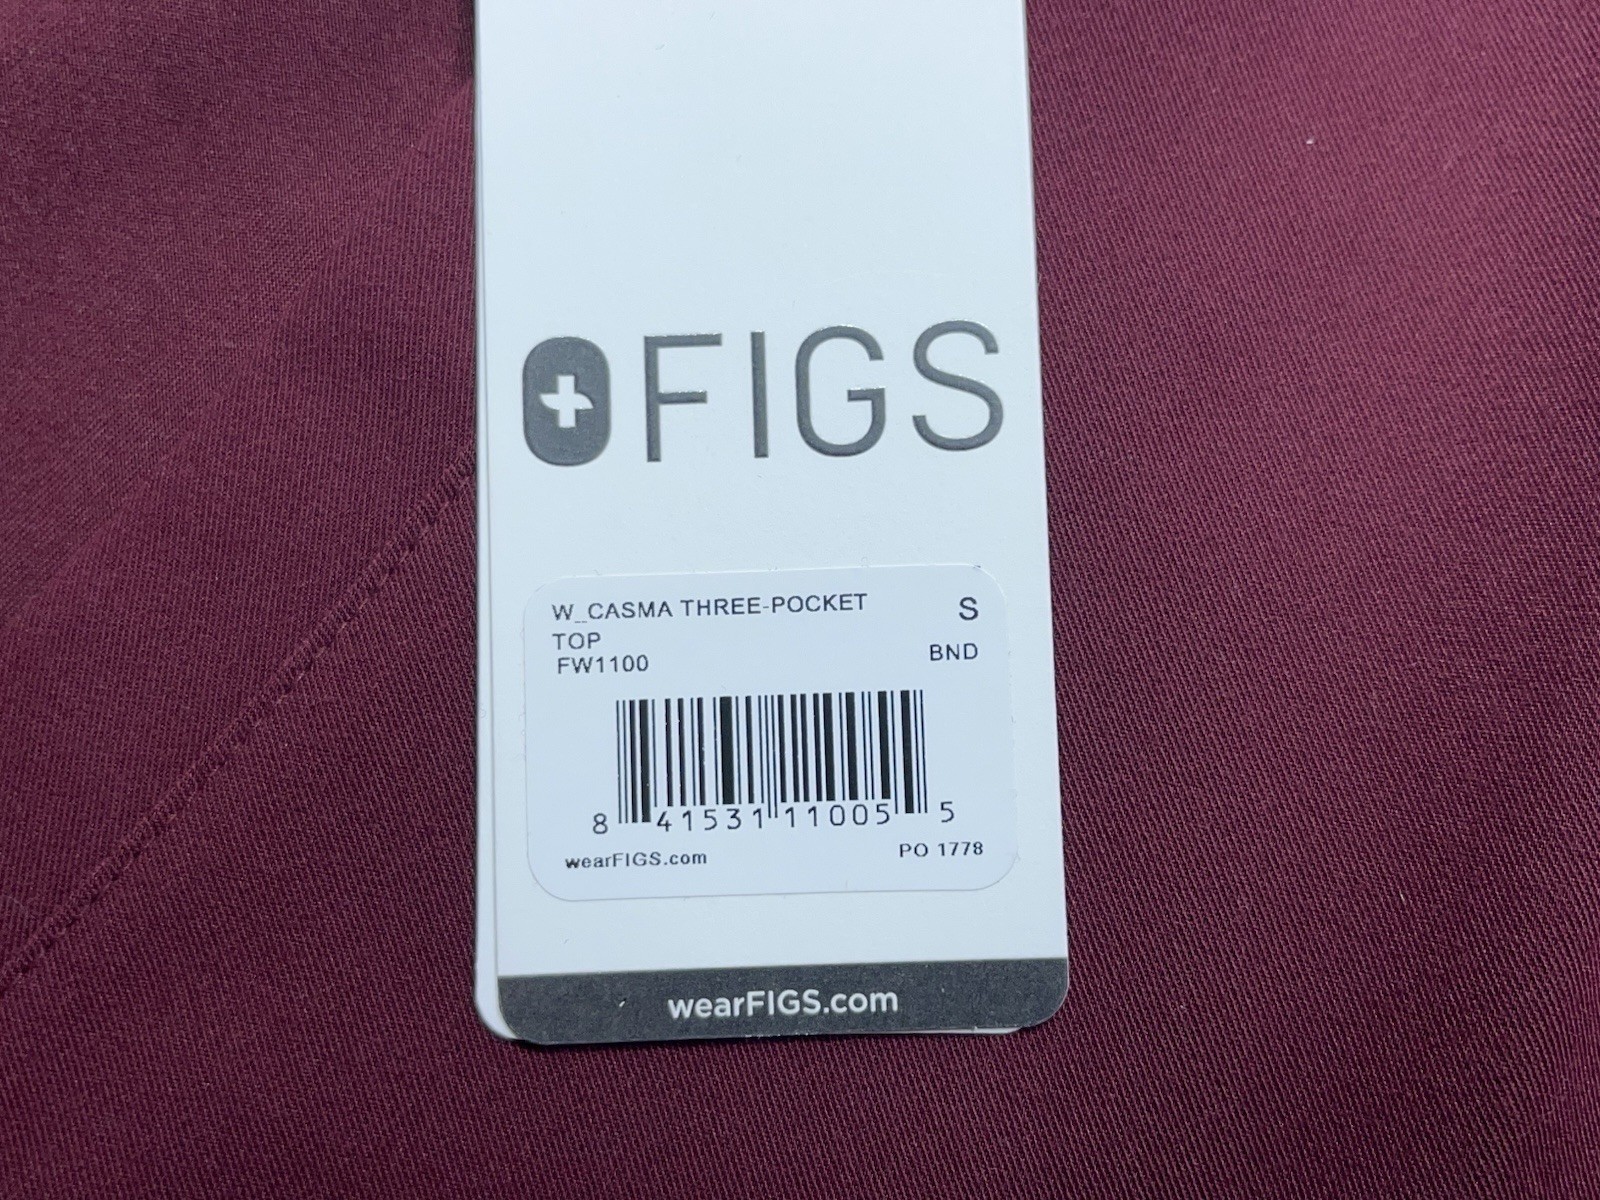 FIGS
W_CASMA THREE-POCKET S
TOP
FW1100 BND
8 41531 11005 5
wearFIGS.com PO 1778
wearFIGS.com